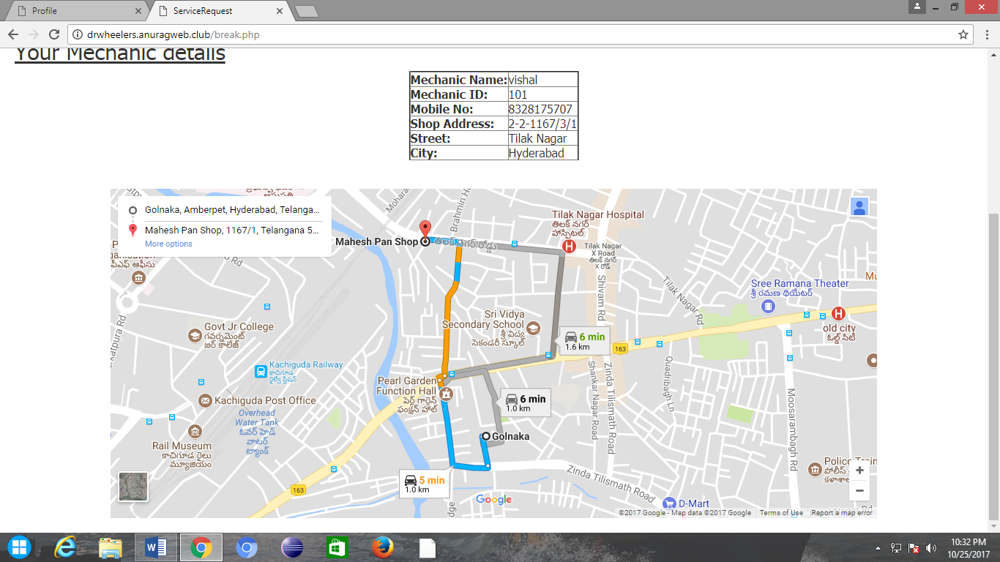 Profile
ServiceRequest
drwheelers.anuragweb.club/break.php
Your Mechanic details
Mechanic Name: vishal
Mechanic ID: 101
Mobile No: 8328175707
Shop Address: 2-2-1167/3/1
Street: Tilak Nagar
City: Hyderabad
Golnaka, Amberpet, Hyderabad, Telanga...
Mahesh Pan Shop, 1167/1, Telangana 5...
More options
Brahmin
Tilak Nagar Hospital
తిలక్ నగర్
హాస్పిటల్
Mahesh Pan Shop
తిలక్ నగర్ రోడ్డు
Tilak Nagar
X Road
తిలక్ నగర్
X రోడ్
పీఎఫ్ ఆఫీసు
Shivam Rd
Tilak Nagar Rd
Sree Ramana Theater
శ్రీ రమణ థియేటర్
Mu
Sri Vidya
Secondary School
శ్రీ విద్య
సెకండరీ స్కూల్
Govt Jr College
గవర్నమెంట్
జర్ కాలేజ్
old city
ఓల్డ్ సిటీ
6 min
1.6 km
163
Kachiguda Railway
కాచిగూడ
రైల్వే స్టేషన్
Pearl Garden
Function Hall
పెర్ల్ గార్డెన్
ఫంక్షన్ హాల్
Kachiguda Post Office
Overhead
Water Tank
ఓవర్ హెడ్
వాటర్
ట్యాంక్
6 min
1.0 km
Shankar Nagar Road
Zinda Tilismath Road
Quadribagh Ln
Moosarambagh Rd
Golnaka
Rail Museum
కాచిగూడ రైలు
మ్యూజియం
Police Train
పోలీస్
కళాశాల
Zinda Tilismath Road
5 min
1.0 km
163
Google
D-Mart
+
−
©2017 Google - Map data ©2017 Google
Terms of Use
Report a map error
10:32 PM
10/25/2017